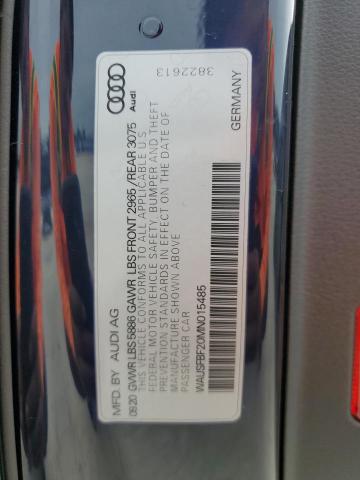 MFD. BY AUDI AG
09.20 GVWR LBS 5886 GAWR LBS FRONT 2965/REAR 3075
THIS VEHICLE CONFORMS TO ALL APPLICABLE U.S.
FEDERAL MOTOR VEHICLE SAFETY, BUMPER AND THEFT
PREVENTION STANDARDS IN EFFECT ON THE DATE OF
MANUFACTURE SHOWN ABOVE
PASSENGER CAR
WAUSFBF20MN015485
GERMANY
Audi
3822613